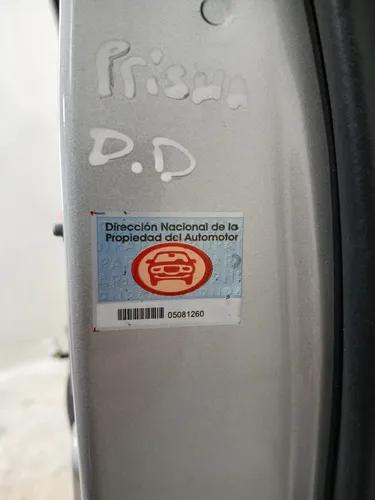 Prisma
D.D
Dirección Nacional de la
Propiedad del Automotor
05081260